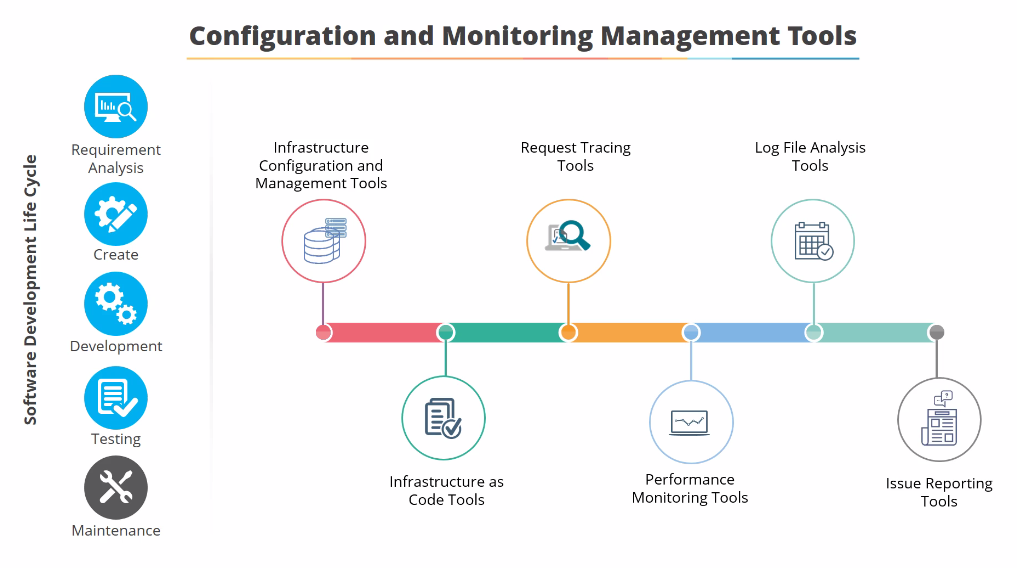 Configuration and Monitoring Management Tools
Software Development Life Cycle
Requirement
Analysis
Create
Development
Testing
Maintenance
Infrastructure
Configuration and
Management Tools
Request Tracing
Tools
Log File Analysis
Tools
Infrastructure as
Code Tools
Performance
Monitoring Tools
Issue Reporting
Tools